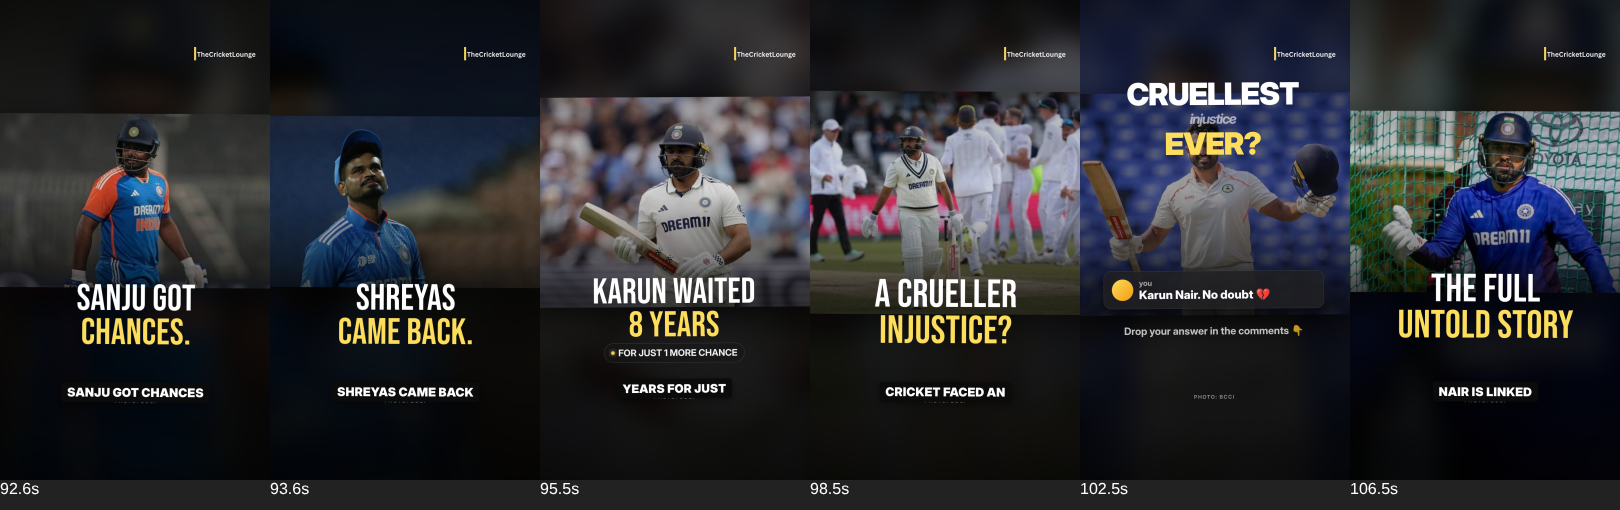 TheCricketLounge
SANJU GOT
CHANCES.
SANJU GOT CHANCES
92.6s
TheCricketLounge
SHREYAS
CAME BACK.
SHREYAS CAME BACK
93.6s
TheCricketLounge
DREAM11
KARUN WAITED
8 YEARS
FOR JUST 1 MORE CHANCE
YEARS FOR JUST
95.5s
TheCricketLounge
DREAM11
A CRUELLER
INJUSTICE?
CRICKET FACED AN
98.5s
TheCricketLounge
CRUELLEST
injustice
EVER?
you
Karun Nair. No doubt 💔
Drop your answer in the comments 👇
PHOTO: BCCI
102.5s
TheCricketLounge
TOYOTA
DREAM11
THE FULL
UNTOLD STORY
NAIR IS LINKED
106.5s